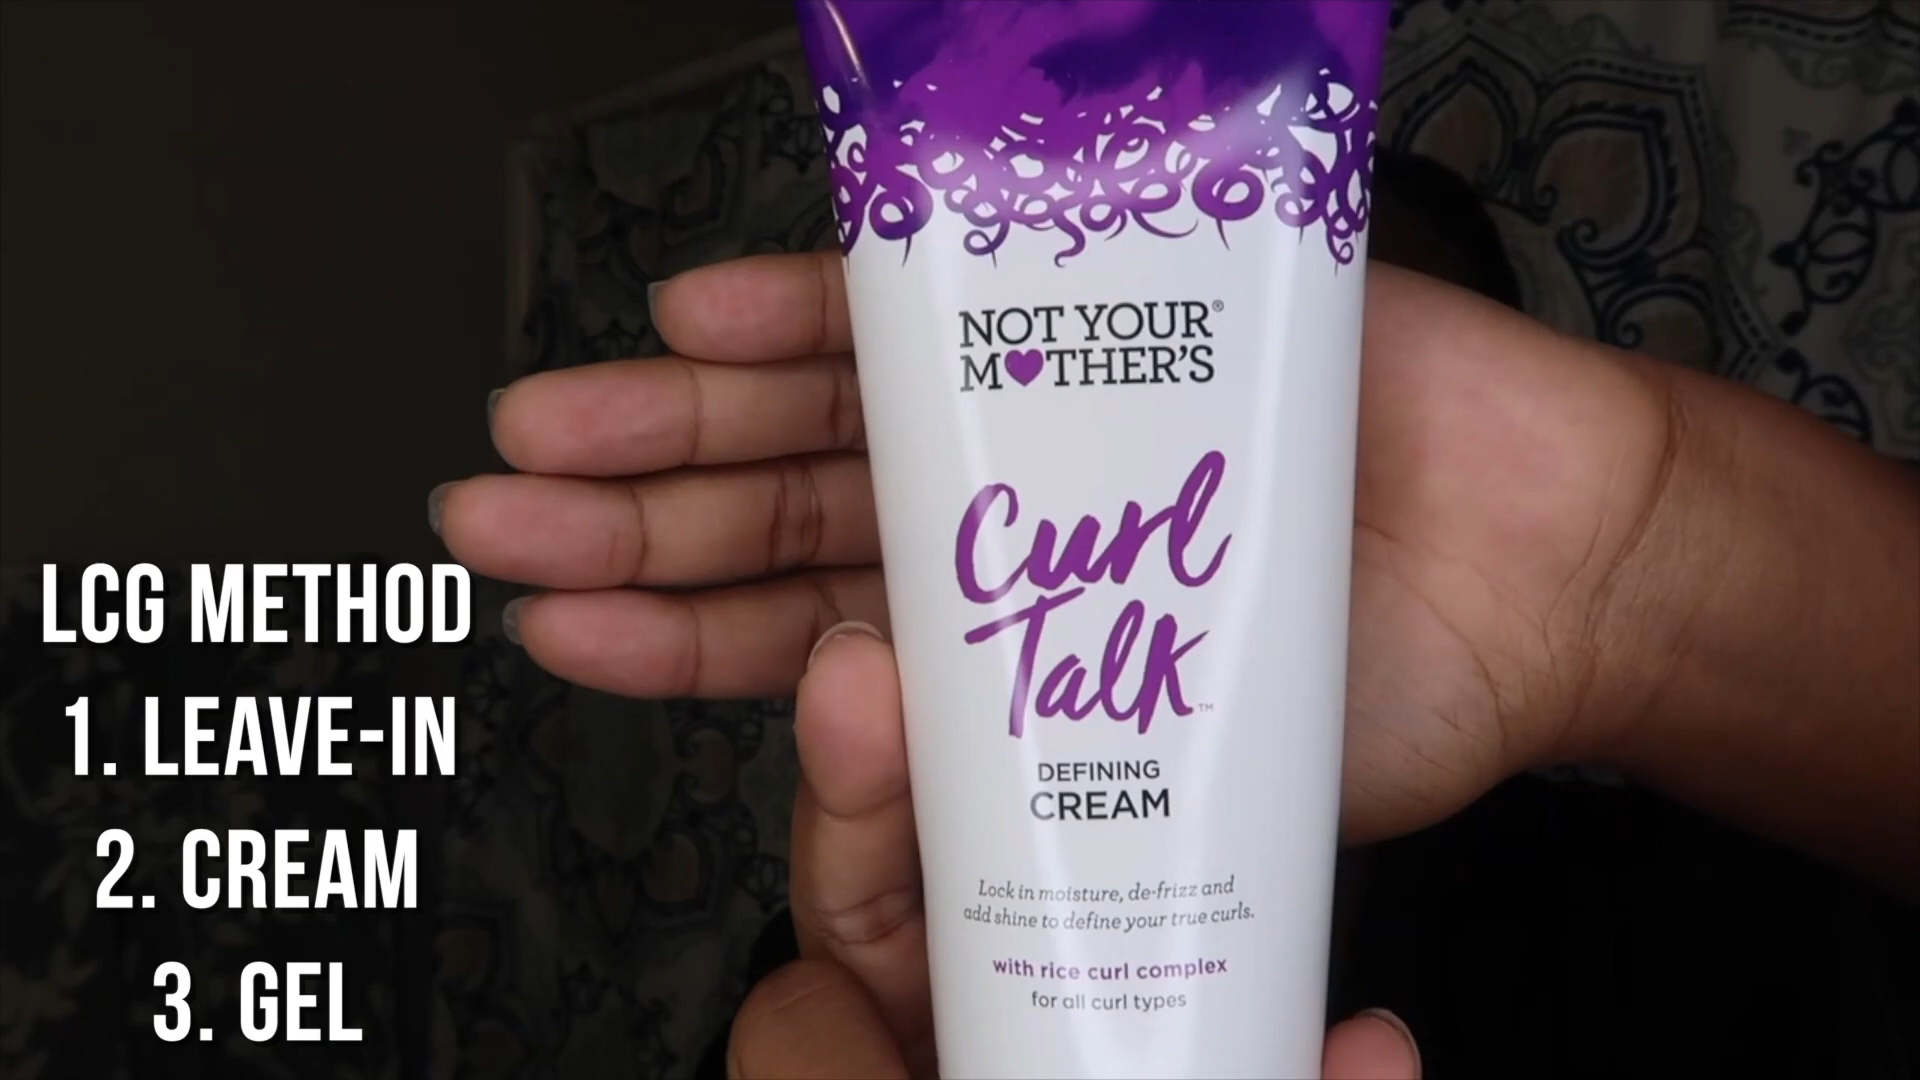 NOT YOUR®
MOTHER'S
Curl
Talk™
DEFINING
CREAM
Lock in moisture, de-frizz and
add shine to define your true curls.
with rice curl complex
for all curl types
LCG METHOD
1. LEAVE-IN
2. CREAM
3. GEL